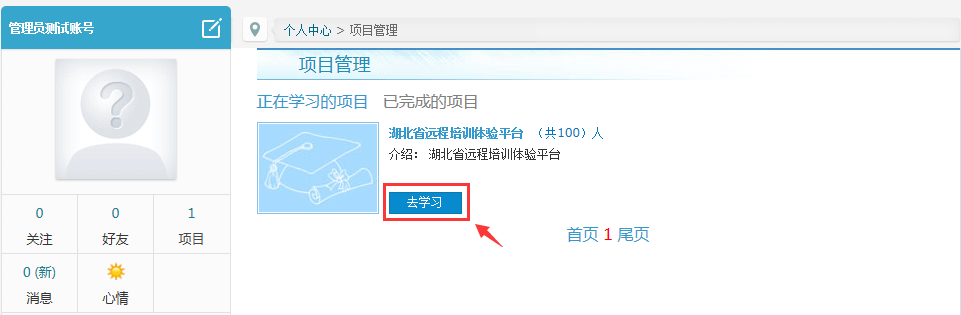 管理员测试账号
0 0 1
关注 好友 项目
0 (新)
消息 心情
个人中心 > 项目管理
项目管理
正在学习的项目 已完成的项目
湖北省远程培训体验平台 （共100）人
介绍： 湖北省远程培训体验平台
去学习
首页 1 尾页